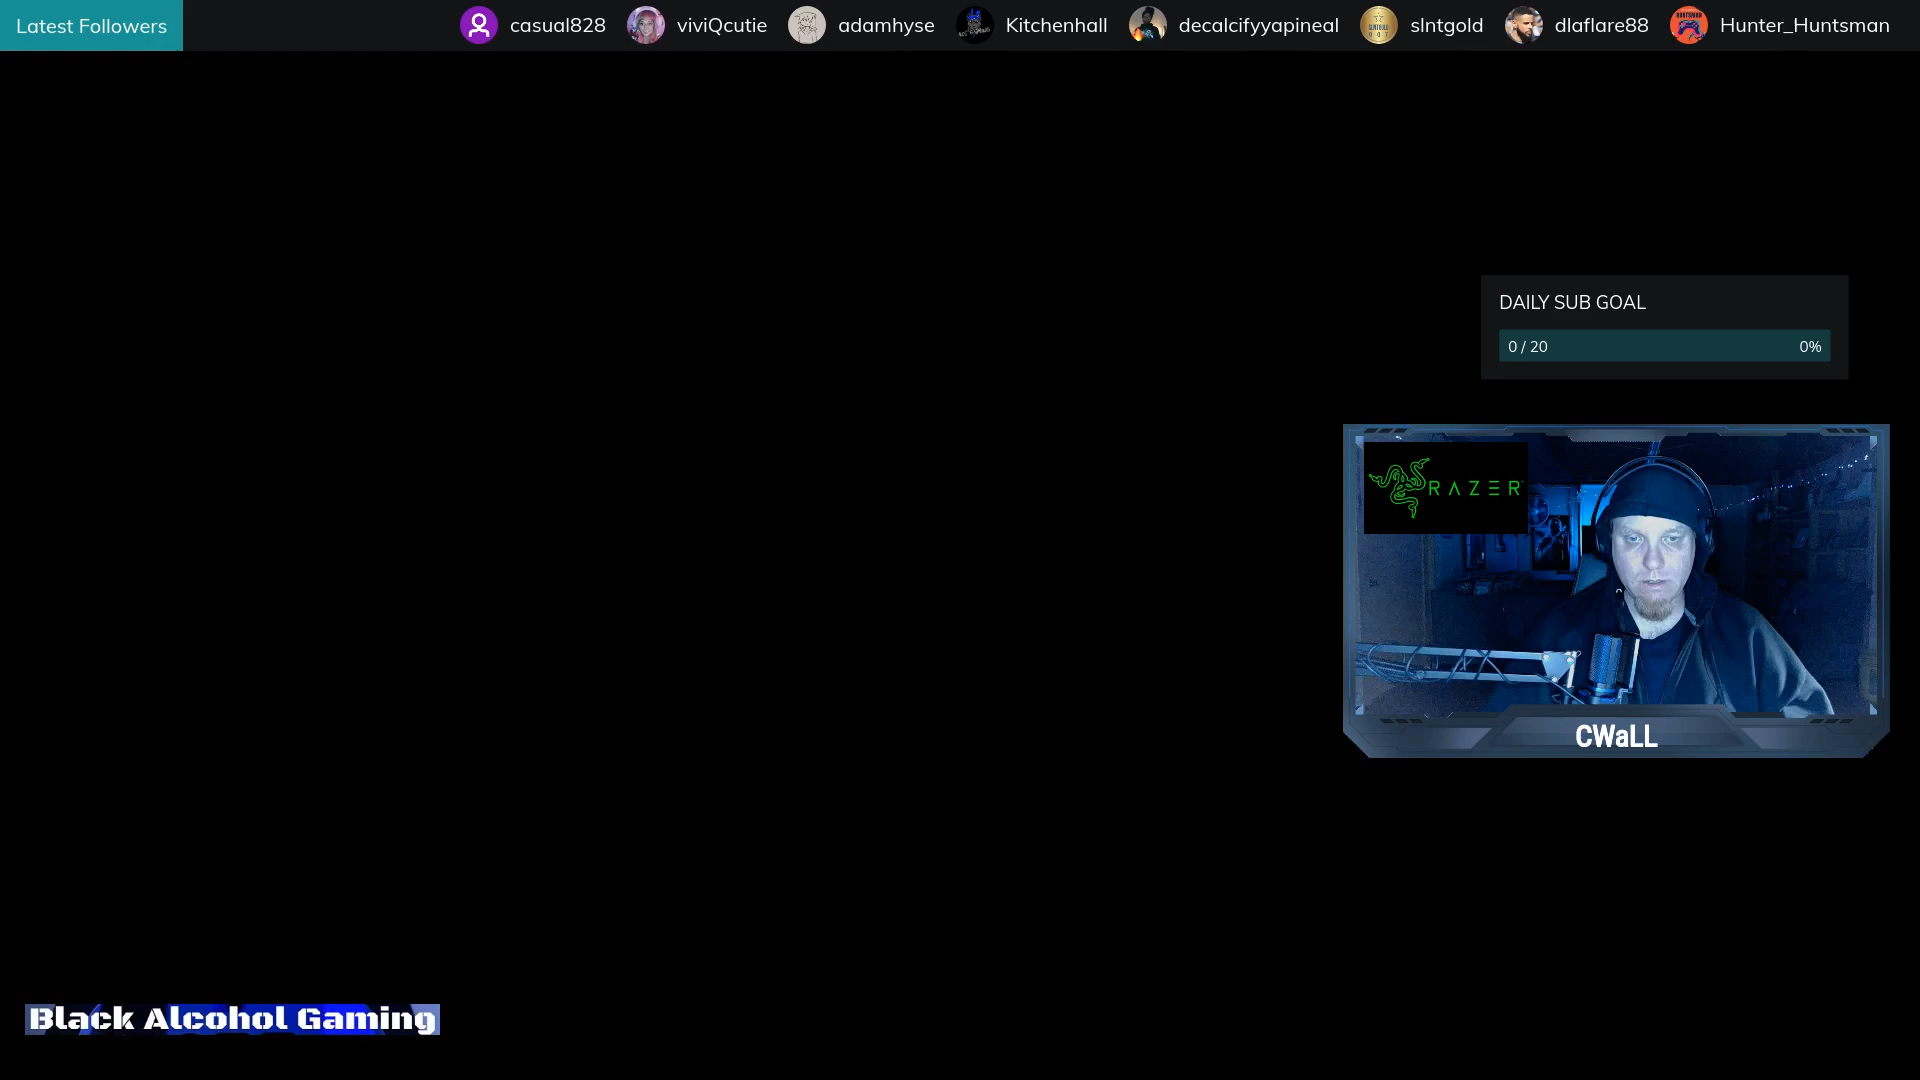 Latest Followers
casual828 viviQcutie adamhyse Kitchenhall decalcifyyapineal slntgold dlaflare88 Hunter_Huntsman
DAILY SUB GOAL
0 / 20 0%
RAZER
CWaLL
Black Alcohol Gaming